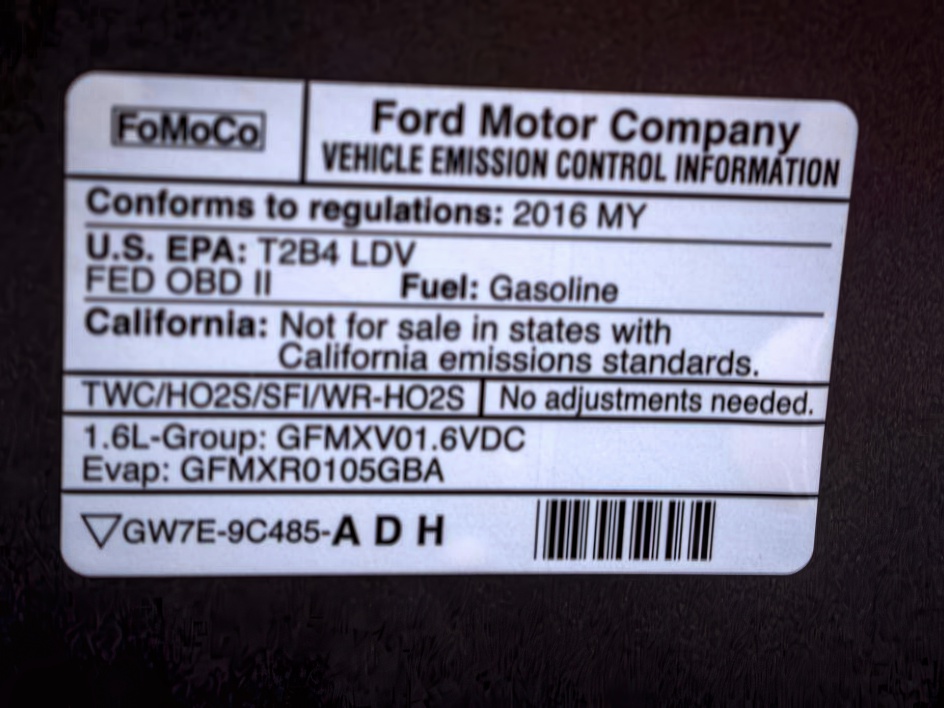 FoMoCo
Ford Motor Company
VEHICLE EMISSION CONTROL INFORMATION
Conforms to regulations: 2016 MY
U.S. EPA: T2B4 LDV
FED OBD II Fuel: Gasoline
California: Not for sale in states with
California emissions standards.
TWC/HO2S/SFI/WR-HO2S No adjustments needed.
1.6L-Group: GFMXV01.6VDC
Evap: GFMXR0105GBA
GW7E-9C485-A D H